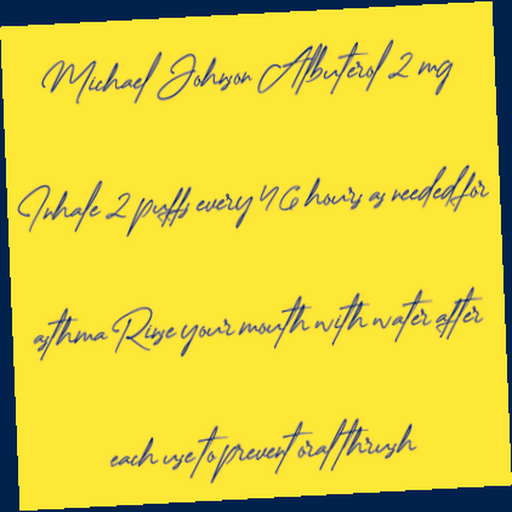 Michael Johnson Albuterol 2 mg
Inhale 2 puffs every 4 6 hours as needed for
asthma Rinse your mouth with water after
each use to prevent oral thrush